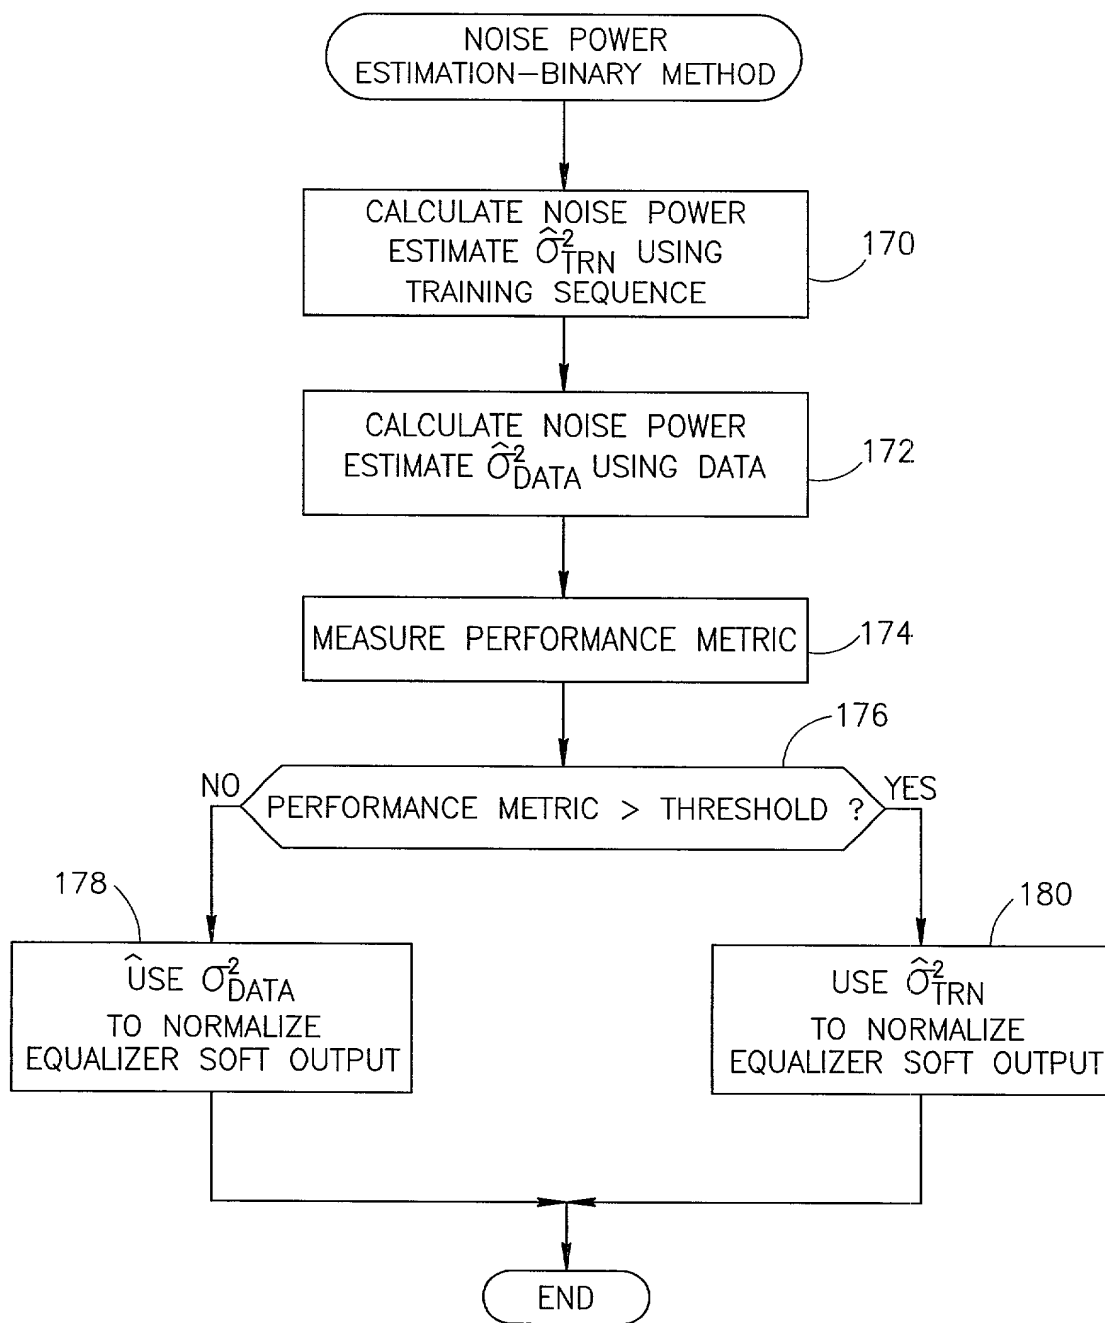 NOISE POWER
ESTIMATION–BINARY METHOD
CALCULATE NOISE POWER
ESTIMATE σ̂²TRN USING
TRAINING SEQUENCE
170
CALCULATE NOISE POWER
ESTIMATE σ̂²DATA USING DATA
172
MEASURE PERFORMANCE METRIC
174
176
NO
PERFORMANCE METRIC > THRESHOLD ?
YES
178
ÛSE σ²DATA
TO NORMALIZE
EQUALIZER SOFT OUTPUT
180
USE σ̂²TRN
TO NORMALIZE
EQUALIZER SOFT OUTPUT
END